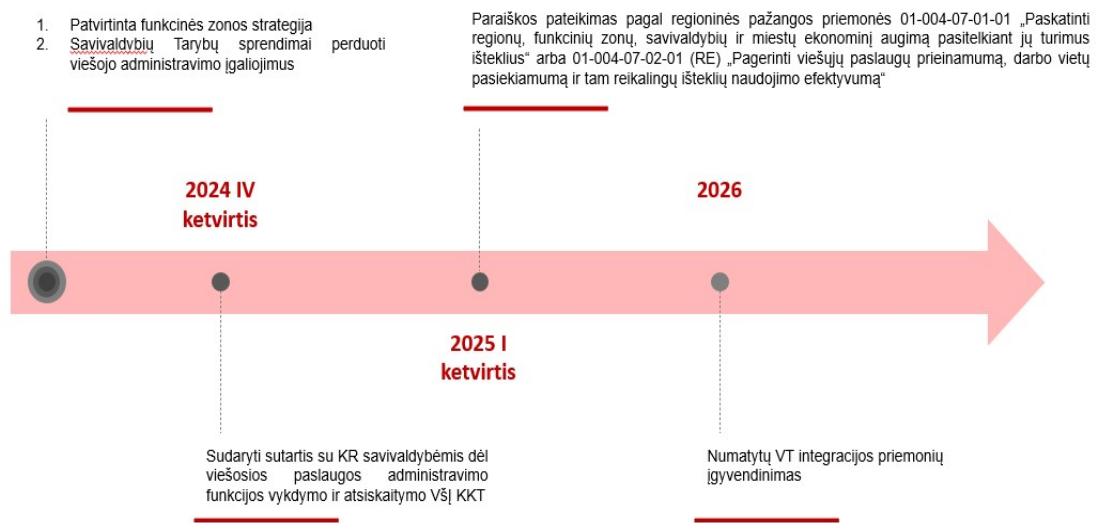 1. Patvirtinta funkcinės zonos strategija
2. Savivaldybių Tarybų sprendimai perduoti
viešojo administravimo įgaliojimus
Paraiškos pateikimas pagal regioninės pažangos priemonės 01-004-07-01-01 „Paskatinti
regionų, funkcinių zonų, savivaldybių ir miestų ekonominį augimą pasitelkiant jų turimus
išteklius“ arba 01-004-07-02-01 (RE) „Pagerinti viešųjų paslaugų prieinamumą, darbo vietų
pasiekiamumą ir tam reikalingų išteklių naudojimo efektyvumą“
2024 IV
ketvirtis
2026
2025 I
ketvirtis
Sudaryti sutartis su KR savivaldybėmis dėl
viešosios paslaugos administravimo
funkcijos vykdymo ir atsiskaitymo VšĮ KKT
Numatytų VT integracijos priemonių
įgyvendinimas